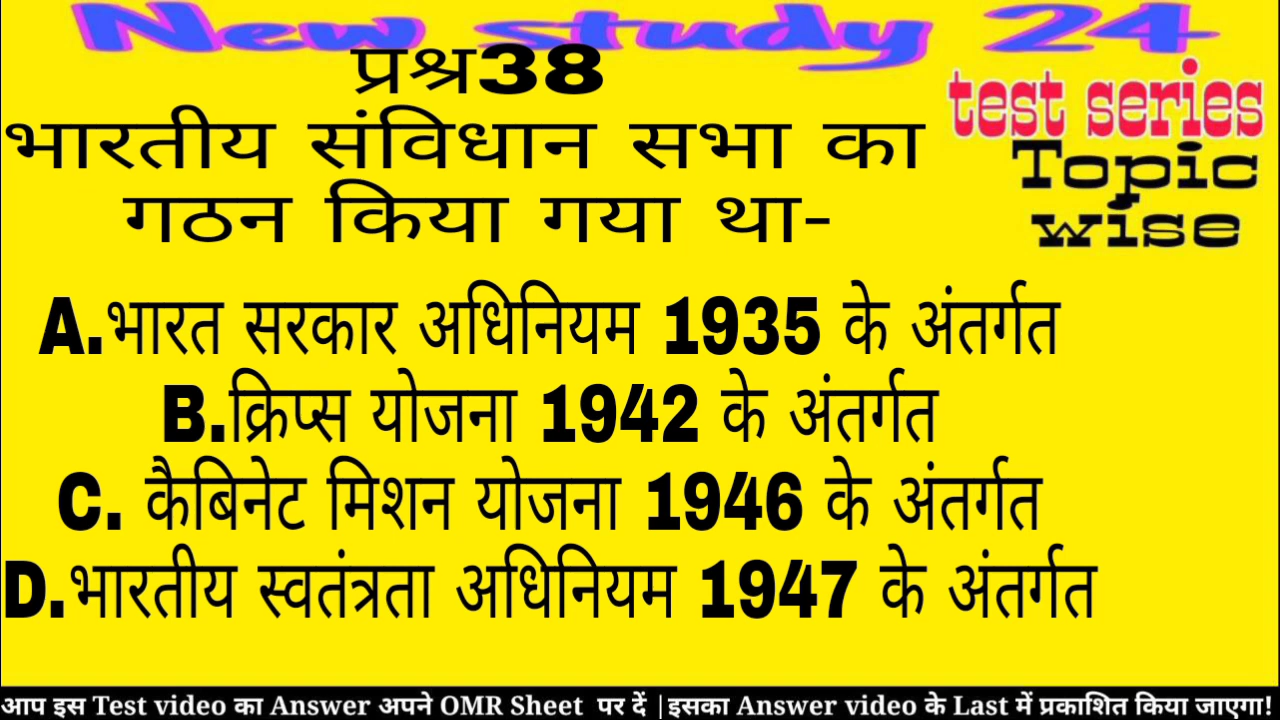 New study 24
प्रश्न38
test series
Topic
wise
भारतीय संविधान सभा का
गठन किया गया था-
A.भारत सरकार अधिनियम 1935 के अंतर्गत
B.क्रिप्स योजना 1942 के अंतर्गत
C. कैबिनेट मिशन योजना 1946 के अंतर्गत
D.भारतीय स्वतंत्रता अधिनियम 1947 के अंतर्गत
आप इस Test video का Answer अपने OMR Sheet पर दें |इसका Answer video के Last में प्रकाशित किया जाएगा!